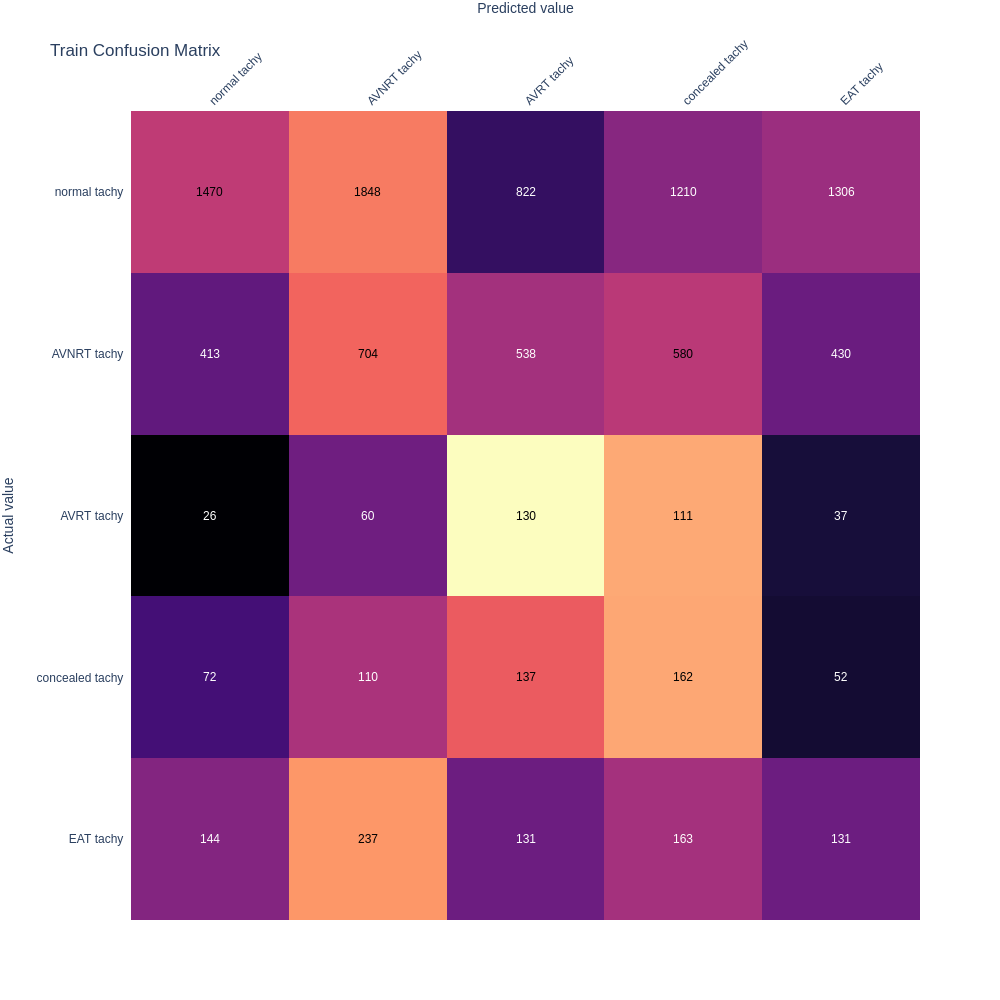 Predicted value
Train Confusion Matrix
normal tachy AVNRT tachy AVRT tachy concealed tachy EAT tachy
normal tachy 1470 1848 822 1210 1306
AVNRT tachy 413 704 538 580 430
AVRT tachy 26 60 130 111 37
concealed tachy 72 110 137 162 52
EAT tachy 144 237 131 163 131
Actual value